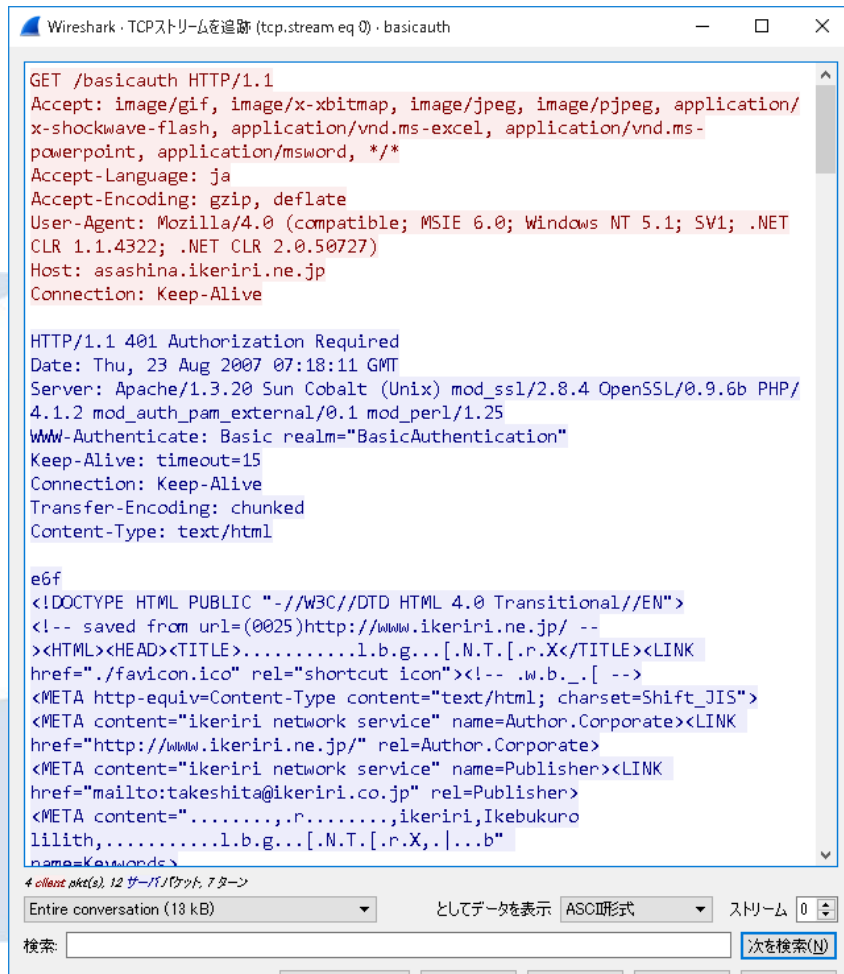 Wireshark · TCPストリームを追跡 (tcp.stream eq 0) · basicauth
GET /basicauth HTTP/1.1
Accept: image/gif, image/x-xbitmap, image/jpeg, image/pjpeg, application/
x-shockwave-flash, application/vnd.ms-excel, application/vnd.ms-
powerpoint, application/msword, */*
Accept-Language: ja
Accept-Encoding: gzip, deflate
User-Agent: Mozilla/4.0 (compatible; MSIE 6.0; Windows NT 5.1; SV1; .NET
CLR 1.1.4322; .NET CLR 2.0.50727)
Host: asashina.ikeriri.ne.jp
Connection: Keep-Alive
HTTP/1.1 401 Authorization Required
Date: Thu, 23 Aug 2007 07:18:11 GMT
Server: Apache/1.3.20 Sun Cobalt (Unix) mod_ssl/2.8.4 OpenSSL/0.9.6b PHP/
4.1.2 mod_auth_pam_external/0.1 mod_perl/1.25
WWW-Authenticate: Basic realm="BasicAuthentication"
Keep-Alive: timeout=15
Connection: Keep-Alive
Transfer-Encoding: chunked
Content-Type: text/html
e6f
<!DOCTYPE HTML PUBLIC "-//W3C//DTD HTML 4.0 Transitional//EN">
<!-- saved from url=(0025)http://www.ikeriri.ne.jp/ --
><HTML><HEAD><TITLE>...........l.b.g...[.N.T.[.r.X</TITLE><LINK
href="./favicon.ico" rel="shortcut icon"><!-- .w.b._.[ -->
<META http-equiv=Content-Type content="text/html; charset=Shift_JIS">
<META content="ikeriri network service" name=Author.Corporate><LINK
href="http://www.ikeriri.ne.jp/" rel=Author.Corporate>
<META content="ikeriri network service" name=Publisher><LINK
href="mailto:takeshita@ikeriri.co.jp" rel=Publisher>
<META content="........,.r........,ikeriri,Ikebukuro
lilith,...........l.b.g...[.N.T.[.r.X,.|...b"
name=Keywords>
4 client pkt(s), 12 サーバ パケット, 7 ターン
Entire conversation (13 kB) としてデータを表示 ASCII形式 ストリーム 0
検索: 次を検索(N)